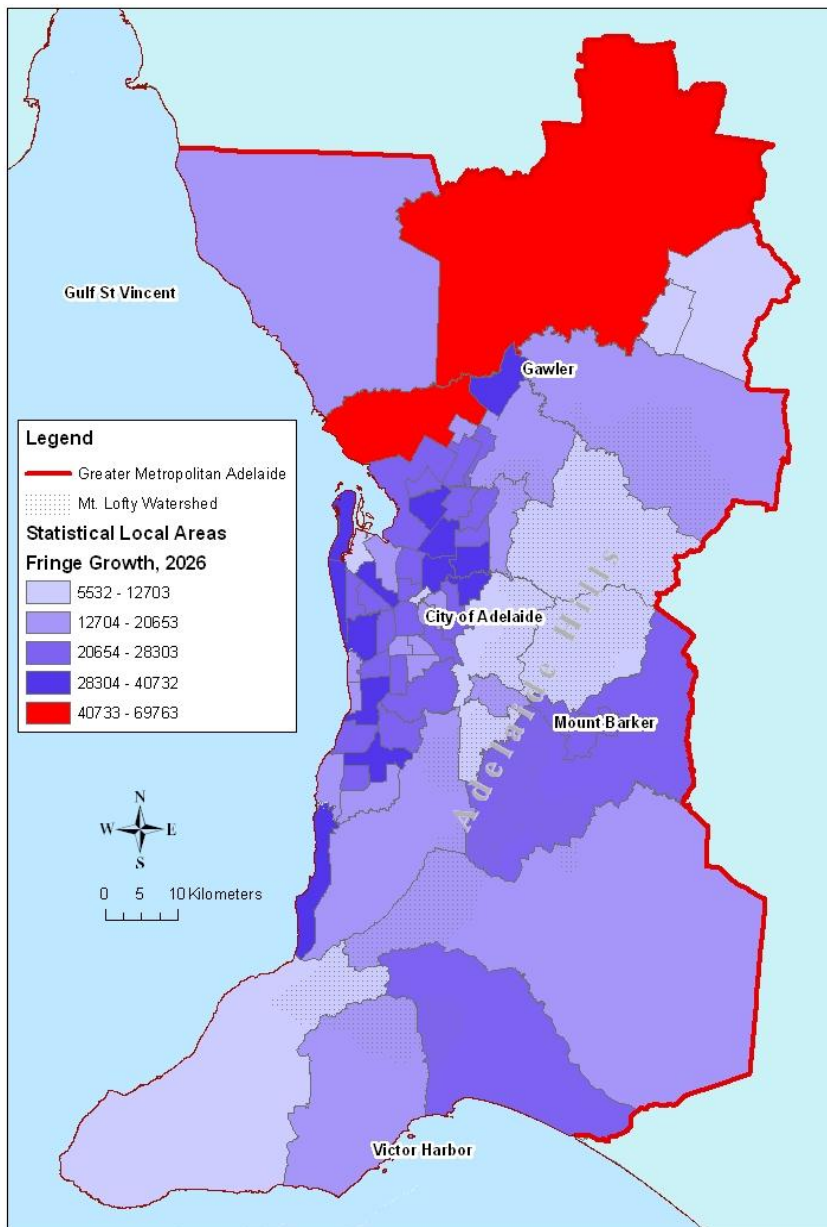 Gulf St Vincent
Gawler
Legend
Greater Metropolitan Adelaide
Mt. Lofty Watershed
Statistical Local Areas
Fringe Growth, 2026
5532 - 12703
12704 - 20653
20654 - 28303
28304 - 40732
40733 - 69763
City of Adelaide
Adelaide Hills
Mount Barker
N
W E
S
0 5 10 Kilometers
Victor Harbor